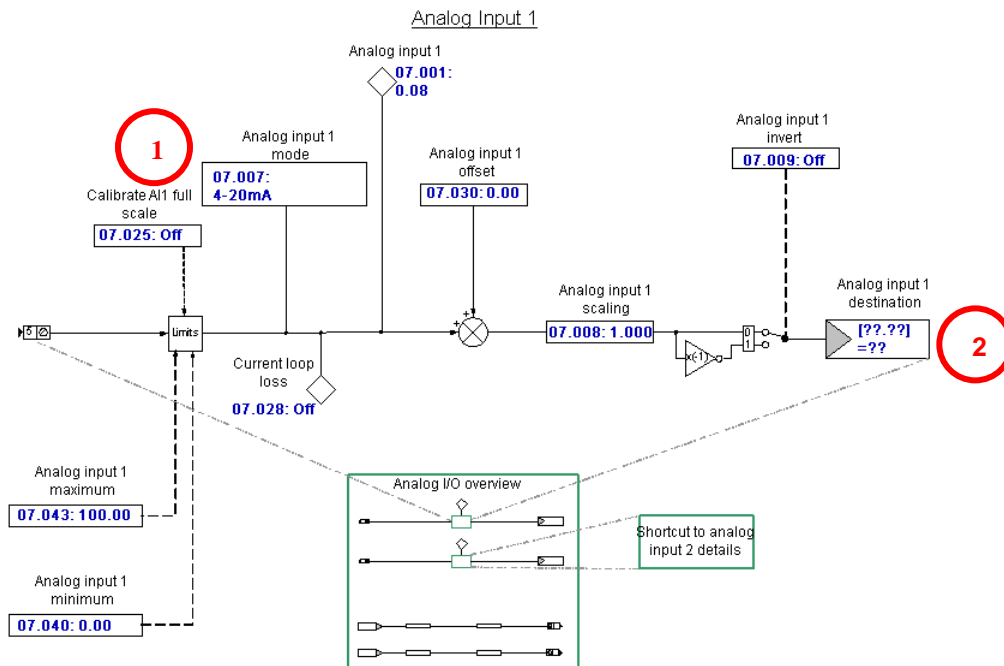 Analog Input 1
Analog input 1
07.001:
0.08
1
Analog input 1
mode
07.007:
4-20mA
Calibrate AI1 full
scale
07.025: Off
Analog input 1
offset
07.030: 0.00
Analog input 1
invert
07.009: Off
limits
Current loop
loss
07.028: Off
Analog input 1
scaling
07.008: 1.000
x(-1)
0
1
Analog input 1
destination
[??.??]
=??
2
Analog input 1
maximum
07.043: 100.00
Analog input 1
minimum
07.040: 0.00
Analog I/O overview
Shortcut to analog
input 2 details